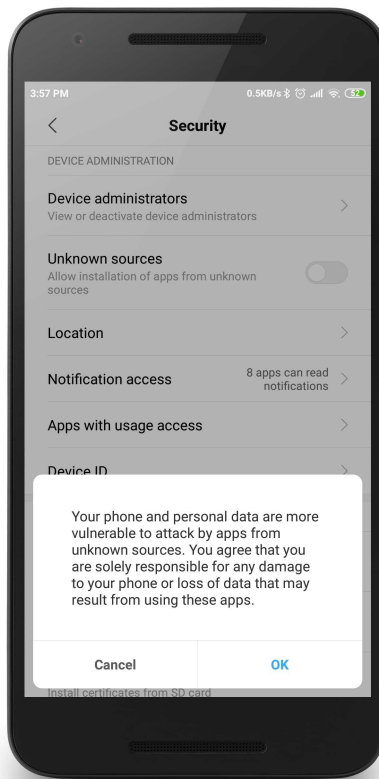 3:57 PM 0.5KB/s 52
Security
DEVICE ADMINISTRATION
Device administrators
View or deactivate device administrators
Unknown sources
Allow installation of apps from unknown
sources
Location
Notification access
8 apps can read
notifications
Apps with usage access
Device ID
Your phone and personal data are more
vulnerable to attack by apps from
unknown sources. You agree that you
are solely responsible for any damage
to your phone or loss of data that may
result from using these apps.
Cancel OK
Install certificates from SD card